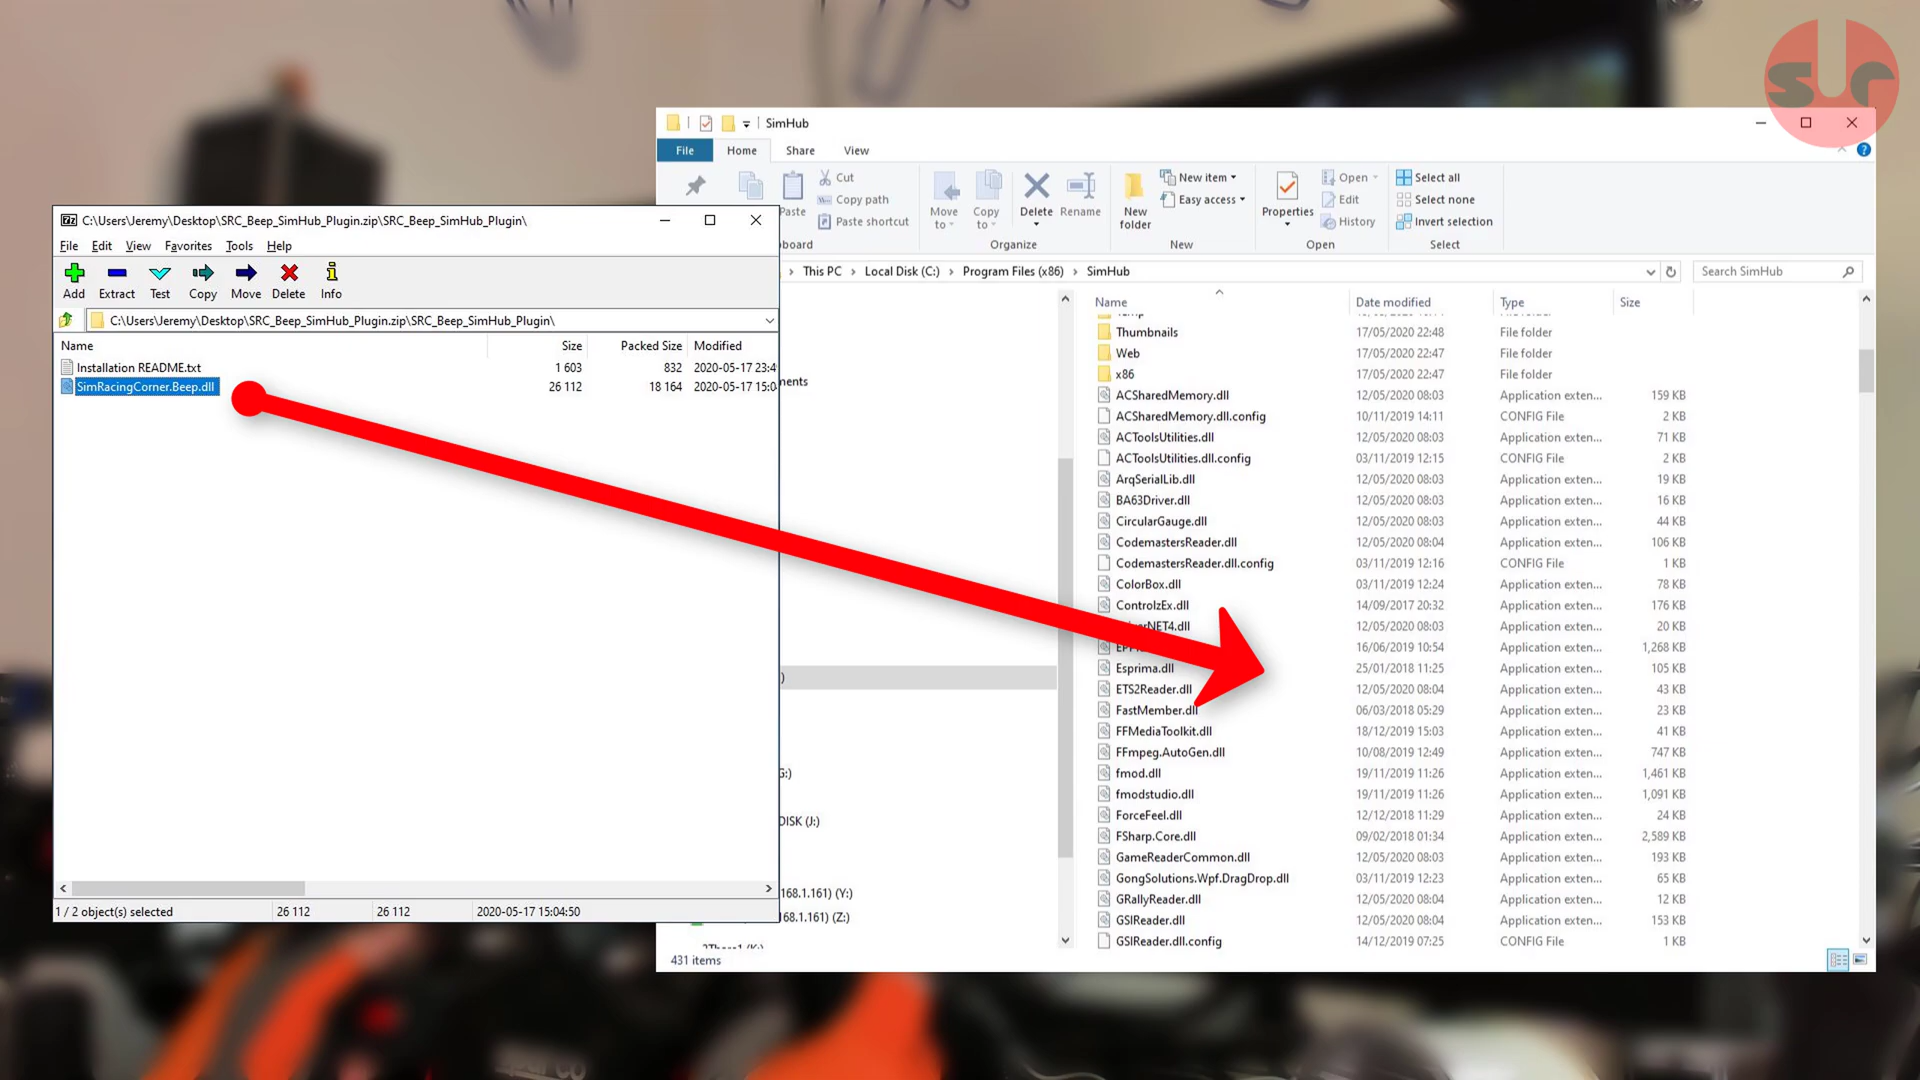 sUr
SimHub
File Home Share View
Cut
Copy path
Paste shortcut
Paste
Move to
Copy to
Delete
Rename
New folder
New item
Easy access
Properties
Open
Edit
History
Select all
Select none
Invert selection
board Organize New Open Select
This PC > Local Disk (C:) > Program Files (x86) > SimHub
Search SimHub
Name Date modified Type Size
Thumbnails 17/05/2020 22:48 File folder
Web 17/05/2020 22:47 File folder
x86 17/05/2020 22:47 File folder
ACSharedMemory.dll 12/05/2020 08:03 Application exten... 159 KB
ACSharedMemory.dll.config 10/11/2019 14:11 CONFIG File 2 KB
ACToolsUtilities.dll 12/05/2020 08:03 Application exten... 71 KB
ACToolsUtilities.dll.config 03/11/2019 12:15 CONFIG File 2 KB
ArqSerialLib.dll 12/05/2020 08:03 Application exten... 19 KB
BA63Driver.dll 12/05/2020 08:03 Application exten... 16 KB
CircularGauge.dll 12/05/2020 08:03 Application exten... 44 KB
CodemastersReader.dll 12/05/2020 08:04 Application exten... 106 KB
CodemastersReader.dll.config 03/11/2019 12:16 CONFIG File 1 KB
ColorBox.dll 03/11/2019 12:24 Application exten... 78 KB
ControlzEx.dll 14/09/2017 20:32 Application exten... 176 KB
NET4.dll 12/05/2020 08:03 Application exten... 20 KB
16/06/2019 10:54 Application exten... 1,268 KB
Esprima.dll 25/01/2018 11:25 Application exten... 105 KB
ETS2Reader.dll 12/05/2020 08:04 Application exten... 43 KB
FastMember.dll 06/03/2018 05:29 Application exten... 23 KB
FFMediaToolkit.dll 18/12/2019 15:03 Application exten... 41 KB
FFmpeg.AutoGen.dll 10/08/2019 12:49 Application exten... 747 KB
fmod.dll 19/11/2019 11:26 Application exten... 1,461 KB
fmodstudio.dll 19/11/2019 11:26 Application exten... 1,091 KB
ForceFeel.dll 12/12/2018 11:29 Application exten... 24 KB
FSharp.Core.dll 09/02/2018 01:34 Application exten... 2,589 KB
GameReaderCommon.dll 12/05/2020 08:03 Application exten... 193 KB
GongSolutions.Wpf.DragDrop.dll 03/11/2019 12:23 Application exten... 65 KB
GRallyReader.dll 12/05/2020 08:04 Application exten... 12 KB
GSIReader.dll 12/05/2020 08:04 Application exten... 153 KB
GSIReader.dll.config 14/12/2019 07:25 CONFIG File 1 KB
ments
)
G:)
DISK (J:)
168.1.161) (Y:)
168.1.161) (Z:)
431 items
7z C:\Users\Jeremy\Desktop\SRC_Beep_SimHub_Plugin.zip\SRC_Beep_SimHub_Plugin\
File Edit View Favorites Tools Help
Add Extract Test Copy Move Delete Info
C:\Users\Jeremy\Desktop\SRC_Beep_SimHub_Plugin.zip\SRC_Beep_SimHub_Plugin\
Name Size Packed Size Modified
Installation README.txt 1 603 832 2020-05-17 23:4
SimRacingCorner.Beep.dll 26 112 18 164 2020-05-17 15:0
1 / 2 object(s) selected 26 112 26 112 2020-05-17 15:04:50